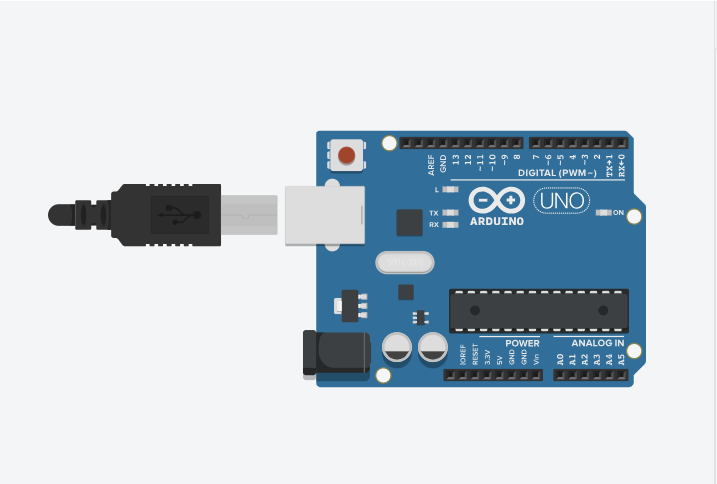 AREF
GND
13
12
~11
~10
~9
8
7
~6
~5
4
~3
2
TX→1
RX←0
DIGITAL (PWM~)
L
TX
RX
ARDUINO
UNO
ON
POWER
ANALOG IN
IOREF
RESET
3.3V
5V
GND
GND
Vin
A0
A1
A2
A3
A4
A5